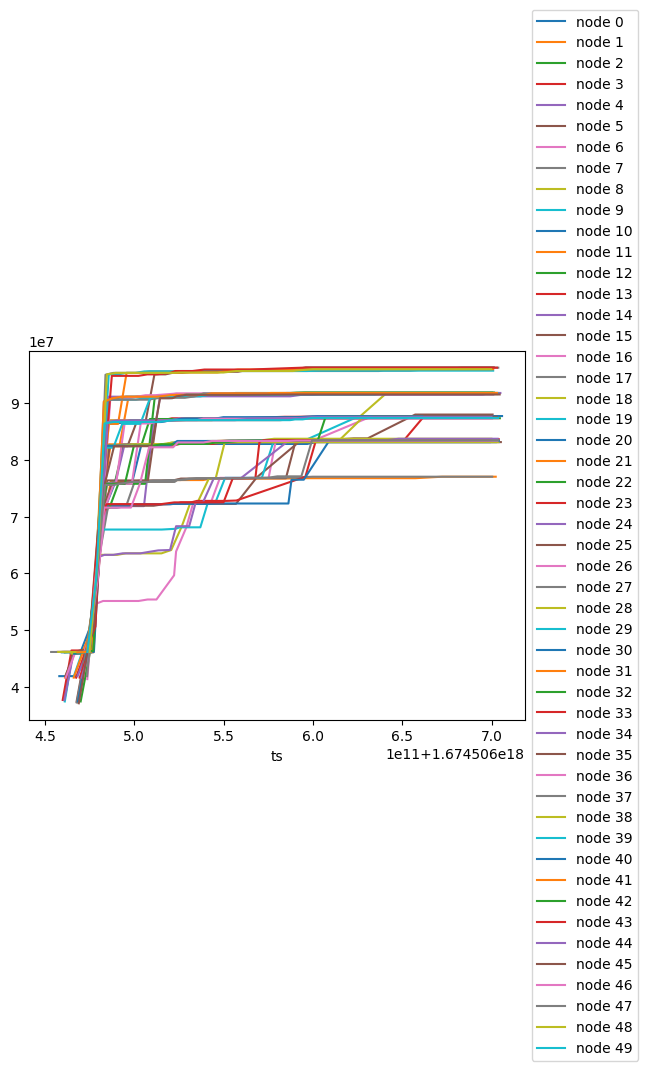 1e7
9
8
7
6
5
4
4.5 5.0 5.5 6.0 6.5 7.0
ts
1e11+1.674506e18
node 0
node 1
node 2
node 3
node 4
node 5
node 6
node 7
node 8
node 9
node 10
node 11
node 12
node 13
node 14
node 15
node 16
node 17
node 18
node 19
node 20
node 21
node 22
node 23
node 24
node 25
node 26
node 27
node 28
node 29
node 30
node 31
node 32
node 33
node 34
node 35
node 36
node 37
node 38
node 39
node 40
node 41
node 42
node 43
node 44
node 45
node 46
node 47
node 48
node 49